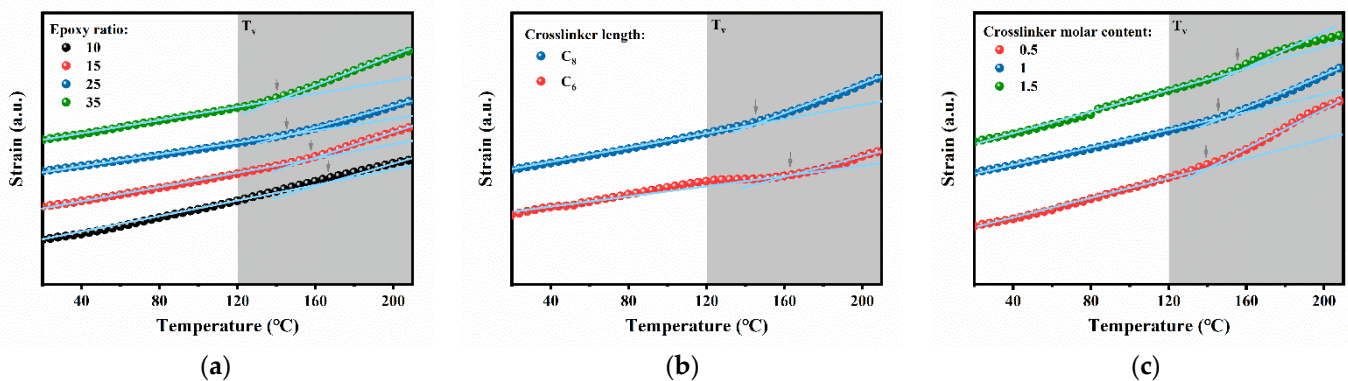 Epoxy ratio:
10
15
25
35
T_v
Strain (a.u.)
40 80 120 160 200
Temperature (°C)
(a)
Crosslinker length:
C_8
C_6
T_v
Strain (a.u.)
40 80 120 160 200
Temperature (°C)
(b)
Crosslinker molar content:
0.5
1
1.5
T_v
Strain (a.u.)
40 80 120 160 200
Temperature (°C)
(c)